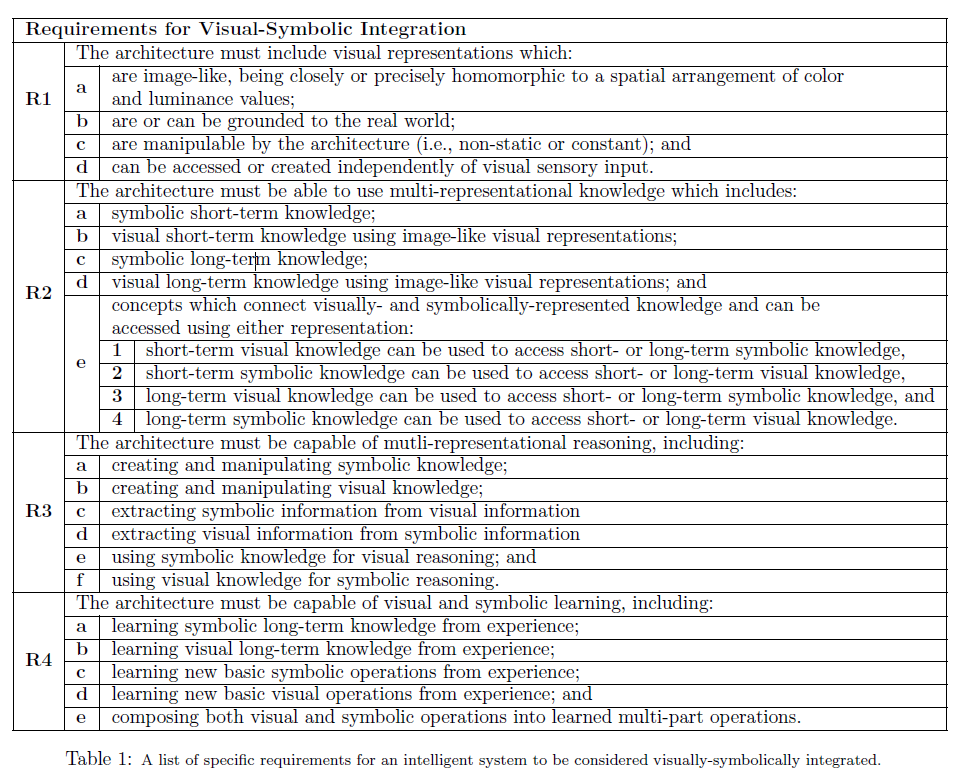 Requirements for Visual-Symbolic Integration
The architecture must include visual representations which:
R1
a
are image-like, being closely or precisely homomorphic to a spatial arrangement of color
and luminance values;
b are or can be grounded to the real world;
c are manipulable by the architecture (i.e., non-static or constant); and
d can be accessed or created independently of visual sensory input.
The architecture must be able to use multi-representational knowledge which includes:
R2
a symbolic short-term knowledge;
b visual short-term knowledge using image-like visual representations;
c symbolic long-term knowledge;
d visual long-term knowledge using image-like visual representations; and
e
concepts which connect visually- and symbolically-represented knowledge and can be
accessed using either representation:
1 short-term visual knowledge can be used to access short- or long-term symbolic knowledge,
2 short-term symbolic knowledge can be used to access short- or long-term visual knowledge,
3 long-term visual knowledge can be used to access short- or long-term symbolic knowledge, and
4 long-term symbolic knowledge can be used to access short- or long-term visual knowledge.
The architecture must be capable of mutli-representational reasoning, including:
R3
a creating and manipulating symbolic knowledge;
b creating and manipulating visual knowledge;
c extracting symbolic information from visual information
d extracting visual information from symbolic information
e using symbolic knowledge for visual reasoning; and
f using visual knowledge for symbolic reasoning.
The architecture must be capable of visual and symbolic learning, including:
R4
a learning symbolic long-term knowledge from experience;
b learning visual long-term knowledge from experience;
c learning new basic symbolic operations from experience;
d learning new basic visual operations from experience; and
e composing both visual and symbolic operations into learned multi-part operations.
Table 1: A list of specific requirements for an intelligent system to be considered visually-symbolically integrated.